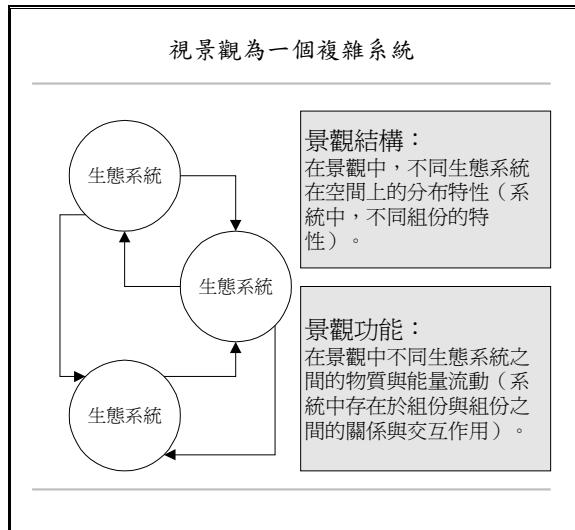 視景觀為一個複雜系統
生態系統
生態系統
生態系統
景觀結構：
在景觀中，不同生態系統
在空間上的分布特性（系
統中，不同組份的特
性）。
景觀功能：
在景觀中不同生態系統之
間的物質與能量流動（系
統中存在於組份與組份之
間的關係與交互作用）。